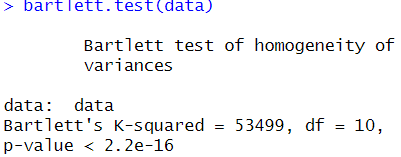 > bartlett.test(data)
Bartlett test of homogeneity of
variances
data:  data
Bartlett's K-squared = 53499, df = 10,
p-value < 2.2e-16